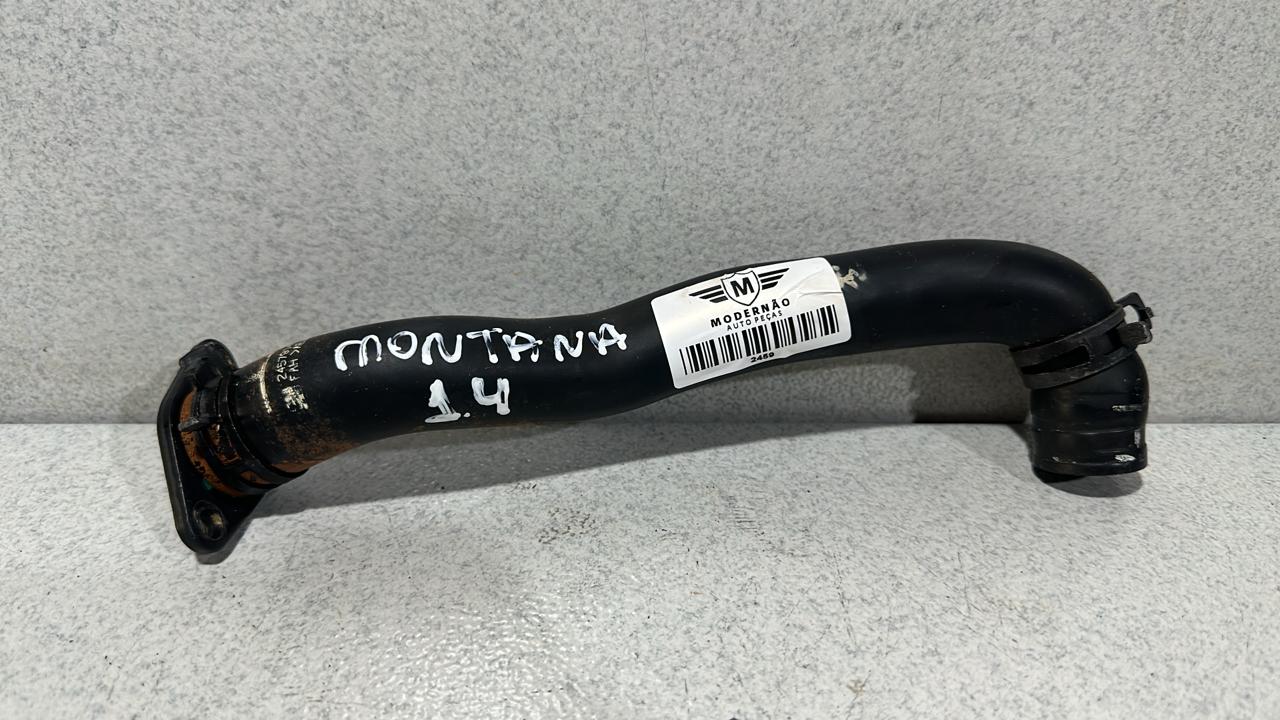 MONTANA
1.4
M
MODERNÃO
AUTO PEÇAS
2459